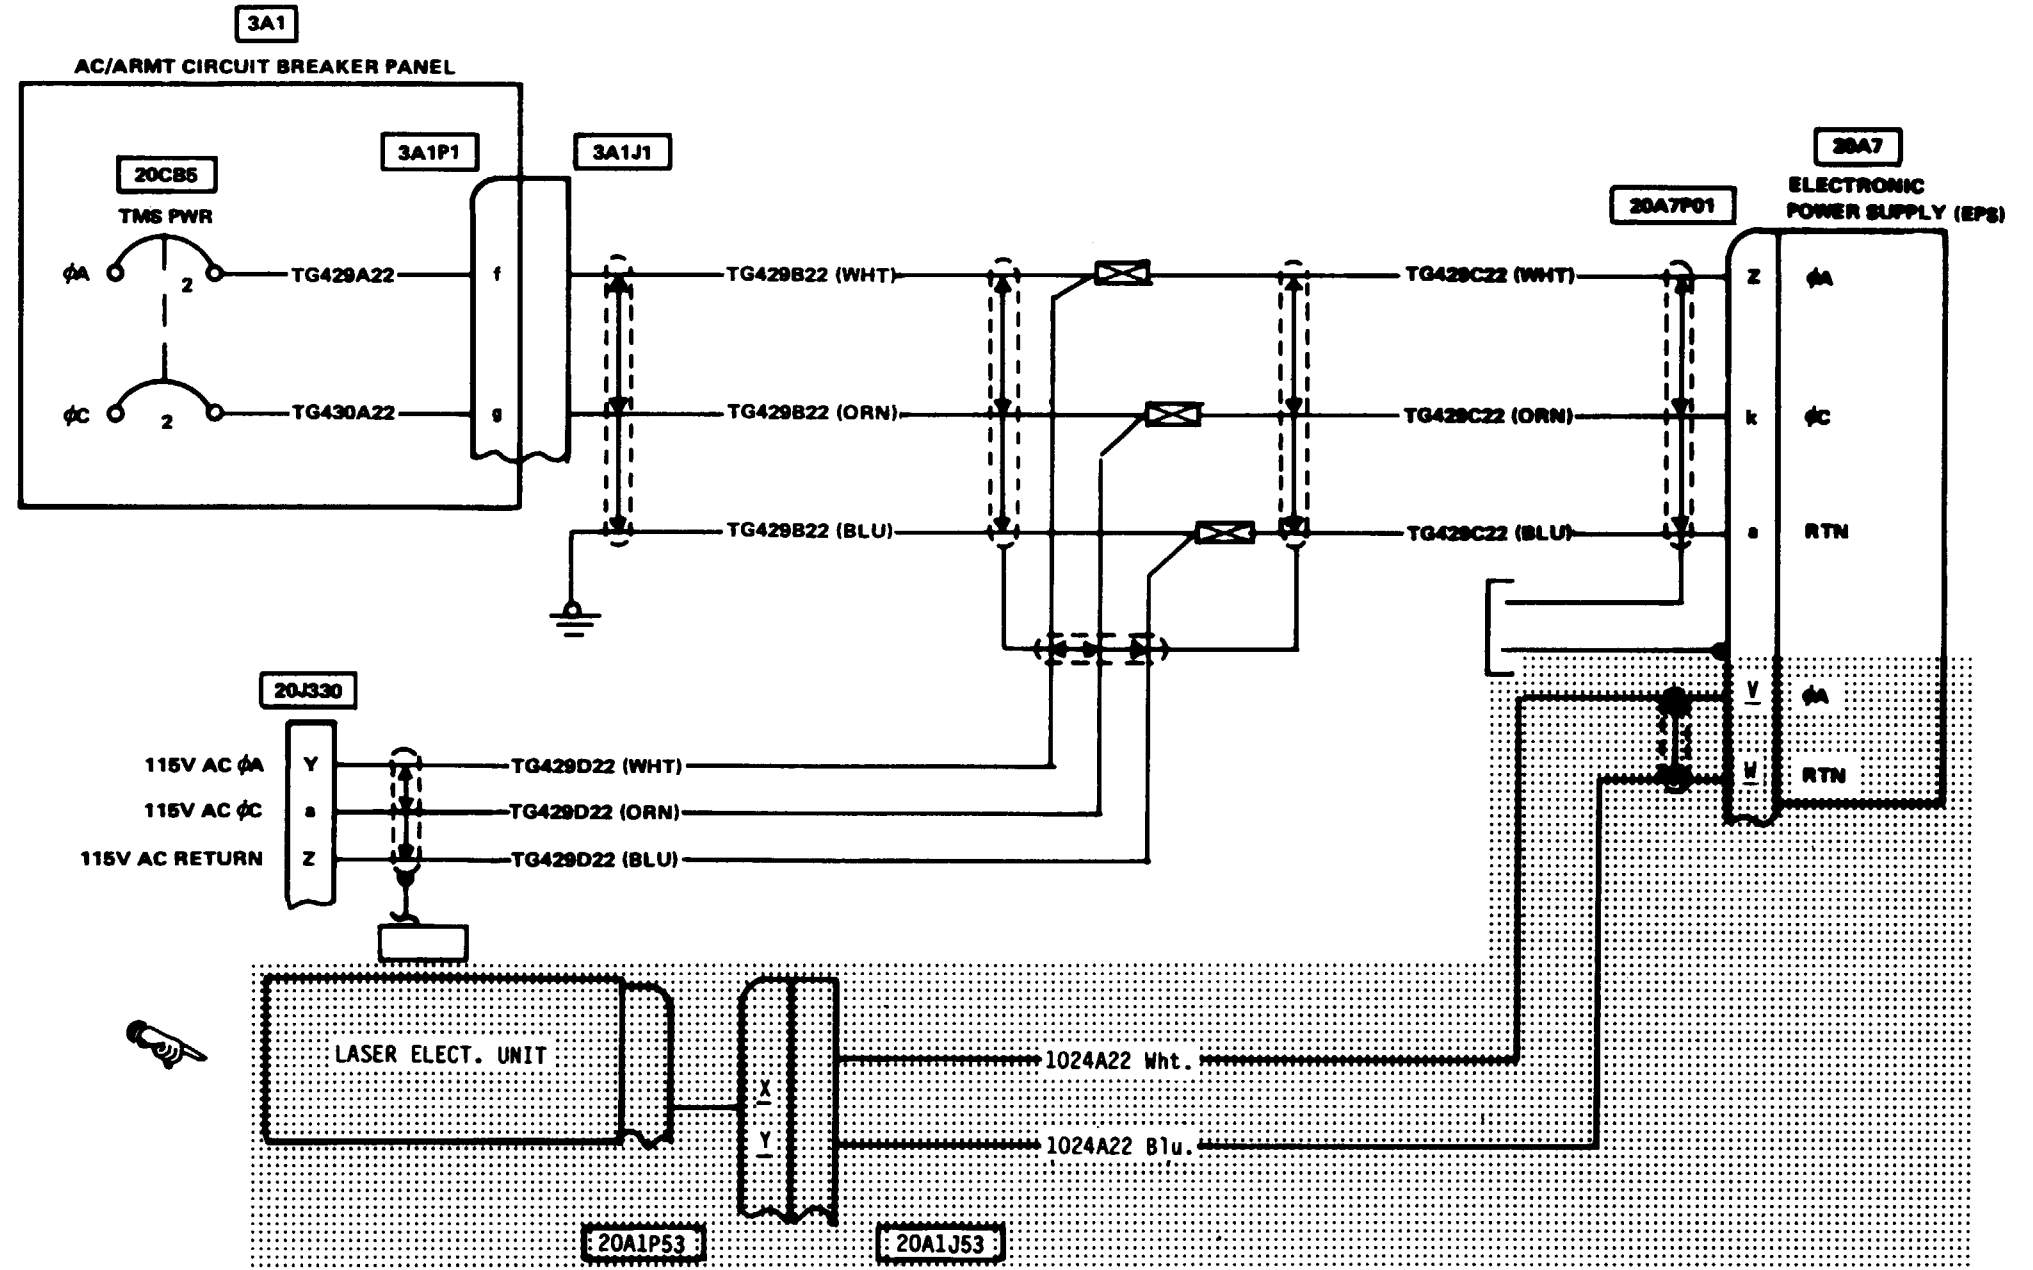 3A1
AC/ARMT CIRCUIT BREAKER PANEL
3A1P1
3A1J1
20CB5
TMS PWR
20A7
ELECTRONIC
POWER SUPPLY (EPS)
20A7P01
ϕA
2
TG429A22
f
TG429B22 (WHT)
TG429C22 (WHT)
Z
ϕA
ϕC
2
TG430A22
g
TG429B22 (ORN)
TG429C22 (ORN)
k
ϕC
TG429B22 (BLU)
TG429C22 (BLU)
a
RTN
20J330
V
ϕA
W
RTN
115V AC ϕA
Y
TG429D22 (WHT)
115V AC ϕC
a
TG429D22 (ORN)
115V AC RETURN
Z
TG429D22 (BLU)
LASER ELECT. UNIT
X
Y
1024A22 Wht.
1024A22 Blu.
20A1P53
20A1J53